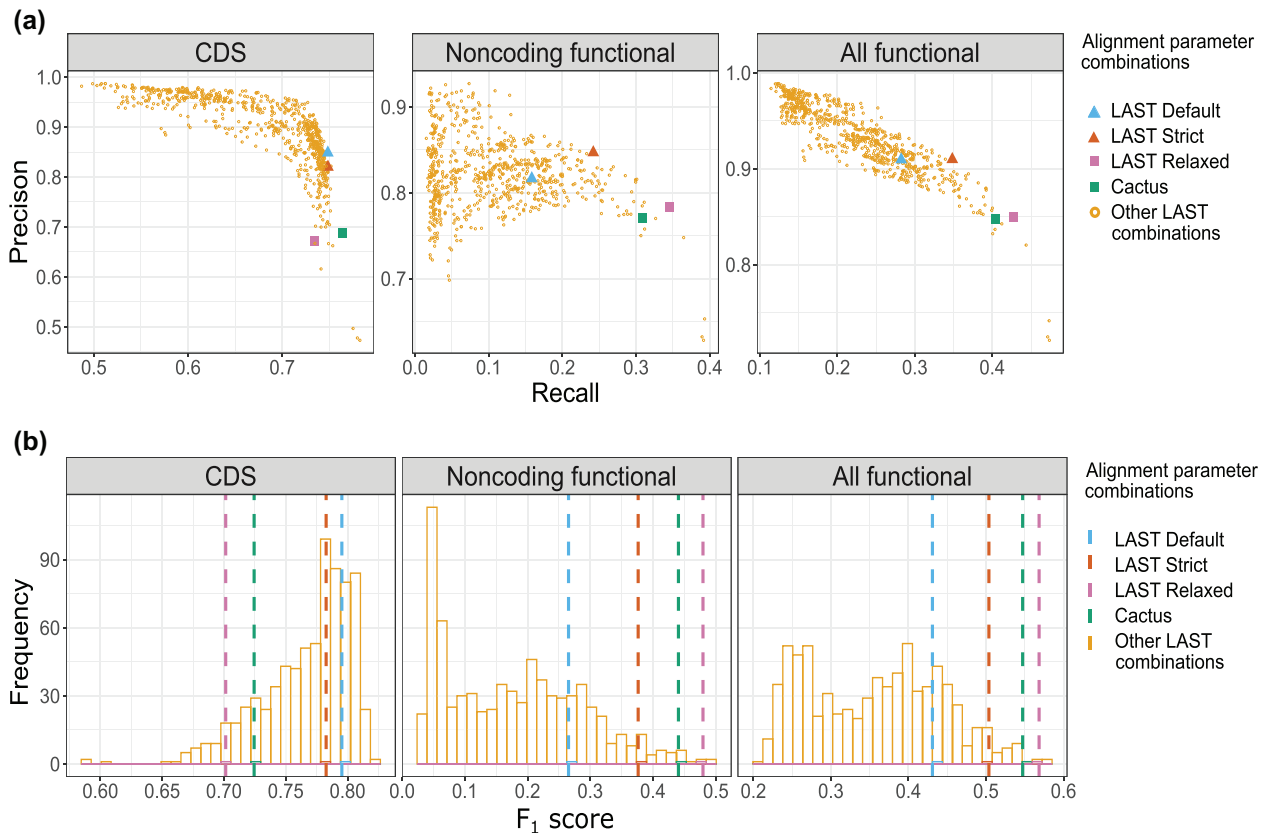 (a)
CDS
Noncoding functional
All functional
Precison
1.0
0.9
0.8
0.7
0.6
0.5
0.5
0.6
0.7
0.9
0.8
0.7
0.0
0.1
0.2
0.3
0.4
1.0
0.9
0.8
0.1
0.2
0.3
0.4
Recall
Alignment parameter
combinations
LAST Default
LAST Strict
LAST Relaxed
Cactus
Other LAST
combinations
(b)
CDS
Noncoding functional
All functional
Frequency
90
60
30
0
0.60
0.65
0.70
0.75
0.80
0.0
0.1
0.2
0.3
0.4
0.5
0.2
0.3
0.4
0.5
0.6
F1 score
Alignment parameter
combinations
LAST Default
LAST Strict
LAST Relaxed
Cactus
Other LAST
combinations